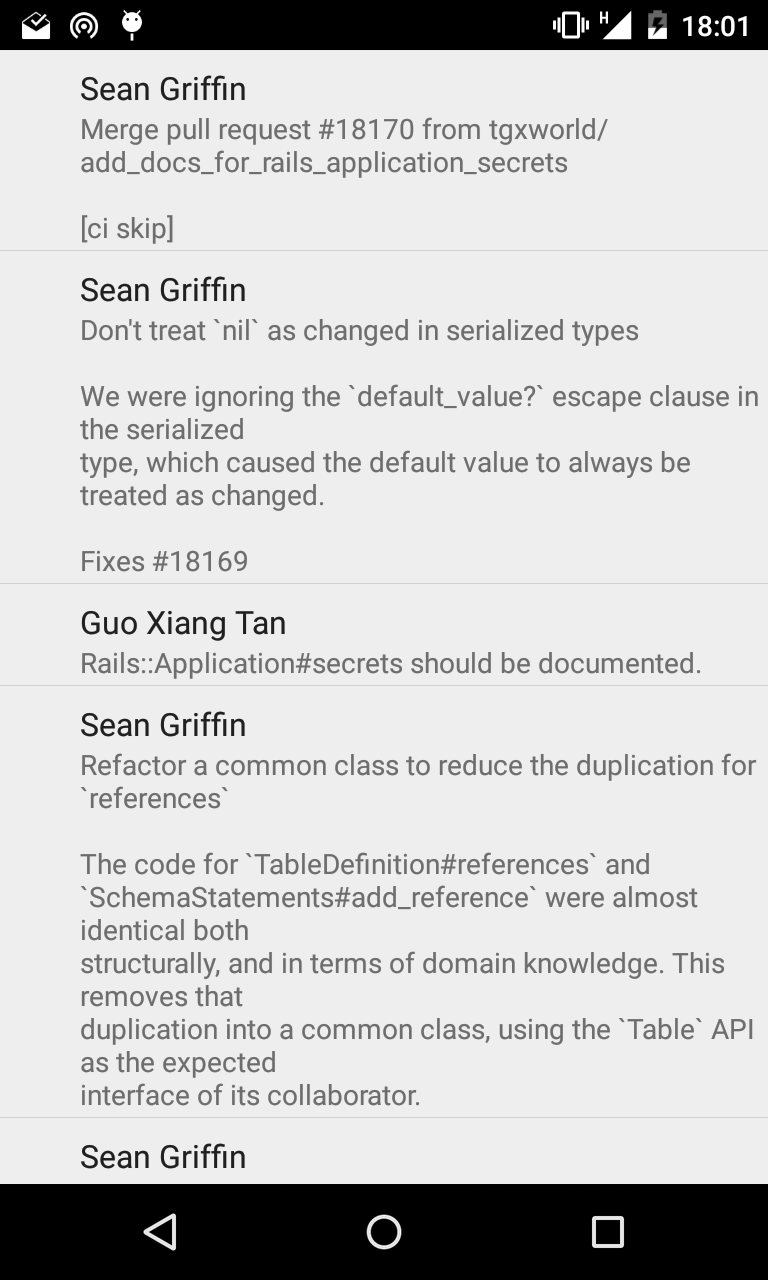 H
18:01
Sean Griffin
Merge pull request #18170 from tgxworld/
add_docs_for_rails_application_secrets
[ci skip]
Sean Griffin
Don't treat `nil` as changed in serialized types
We were ignoring the `default_value?` escape clause in
the serialized
type, which caused the default value to always be
treated as changed.
Fixes #18169
Guo Xiang Tan
Rails::Application#secrets should be documented.
Sean Griffin
Refactor a common class to reduce the duplication for
`references`
The code for `TableDefinition#references` and
`SchemaStatements#add_reference` were almost
identical both
structurally, and in terms of domain knowledge. This
removes that
duplication into a common class, using the `Table` API
as the expected
interface of its collaborator.
Sean Griffin